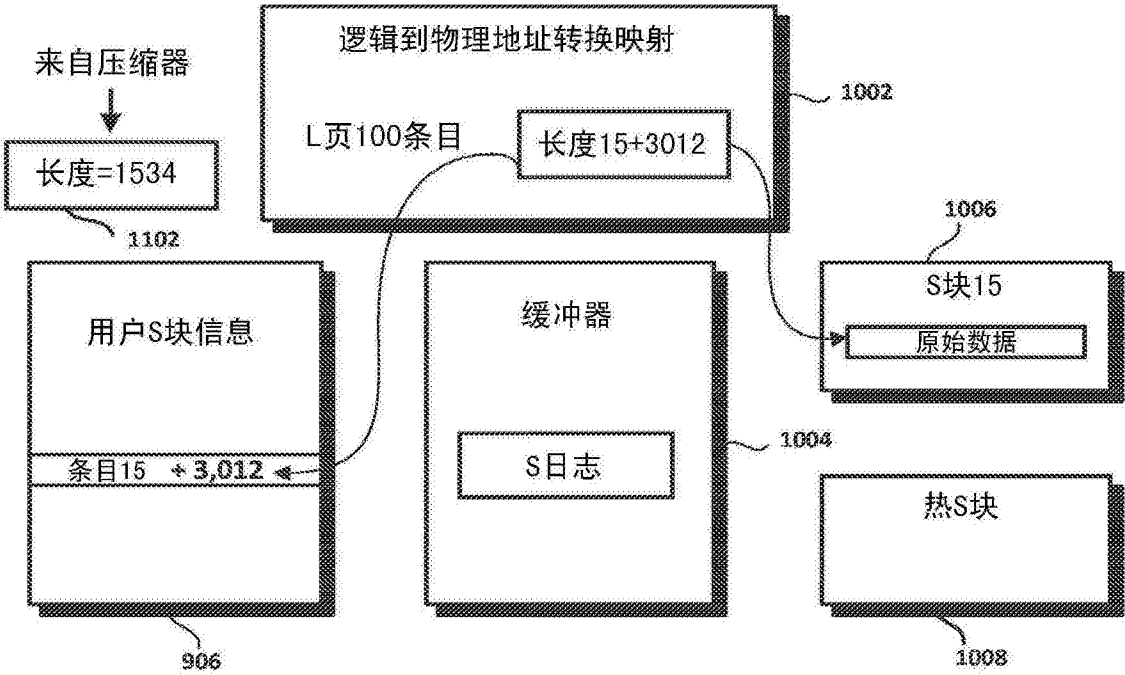 来自压缩器
长度=1534
1102
逻辑到物理地址转换映射
L页100条目
长度15+3012
1002
用户S块信息
条目15 + 3,012
906
缓冲器
S日志
1004
1006
S块15
原始数据
热S块
1008